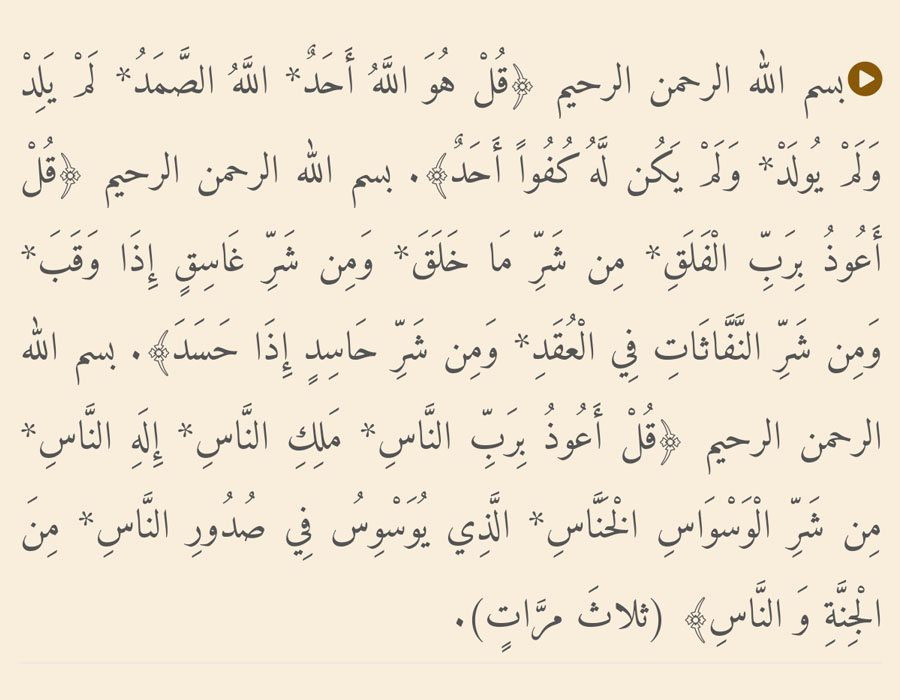 بسم الله الرحمن الرحيم ﴿قُلْ هُوَ اللَّهُ أَحَدٌ* اللَّهُ الصَّمَدُ* لَمْ يَلِدْ
وَلَمْ يُولَدْ* وَلَمْ يَكُن لَّهُ كُفُواً أَحَدٌ﴾. بسم الله الرحمن الرحيم ﴿قُلْ
أَعُوذُ بِرَبِّ الْفَلَقِ* مِن شَرِّ مَا خَلَقَ* وَمِن شَرِّ غَاسِقٍ إِذَا وَقَبَ*
وَمِن شَرِّ النَّفَّاثَاتِ فِي الْعُقَدِ* وَمِن شَرِّ حَاسِدٍ إِذَا حَسَدَ﴾. بسم الله
الرحمن الرحيم ﴿قُلْ أَعُوذُ بِرَبِّ النَّاسِ* مَلِكِ النَّاسِ* إِلَهِ النَّاسِ*
مِن شَرِّ الْوَسْوَاسِ الْخَنَّاسِ* الَّذِي يُوَسْوِسُ فِي صُدُورِ النَّاسِ* مِنَ
الْجِنَّةِ وَ النَّاسِ﴾ (ثلاثَ مرَّاتٍ).